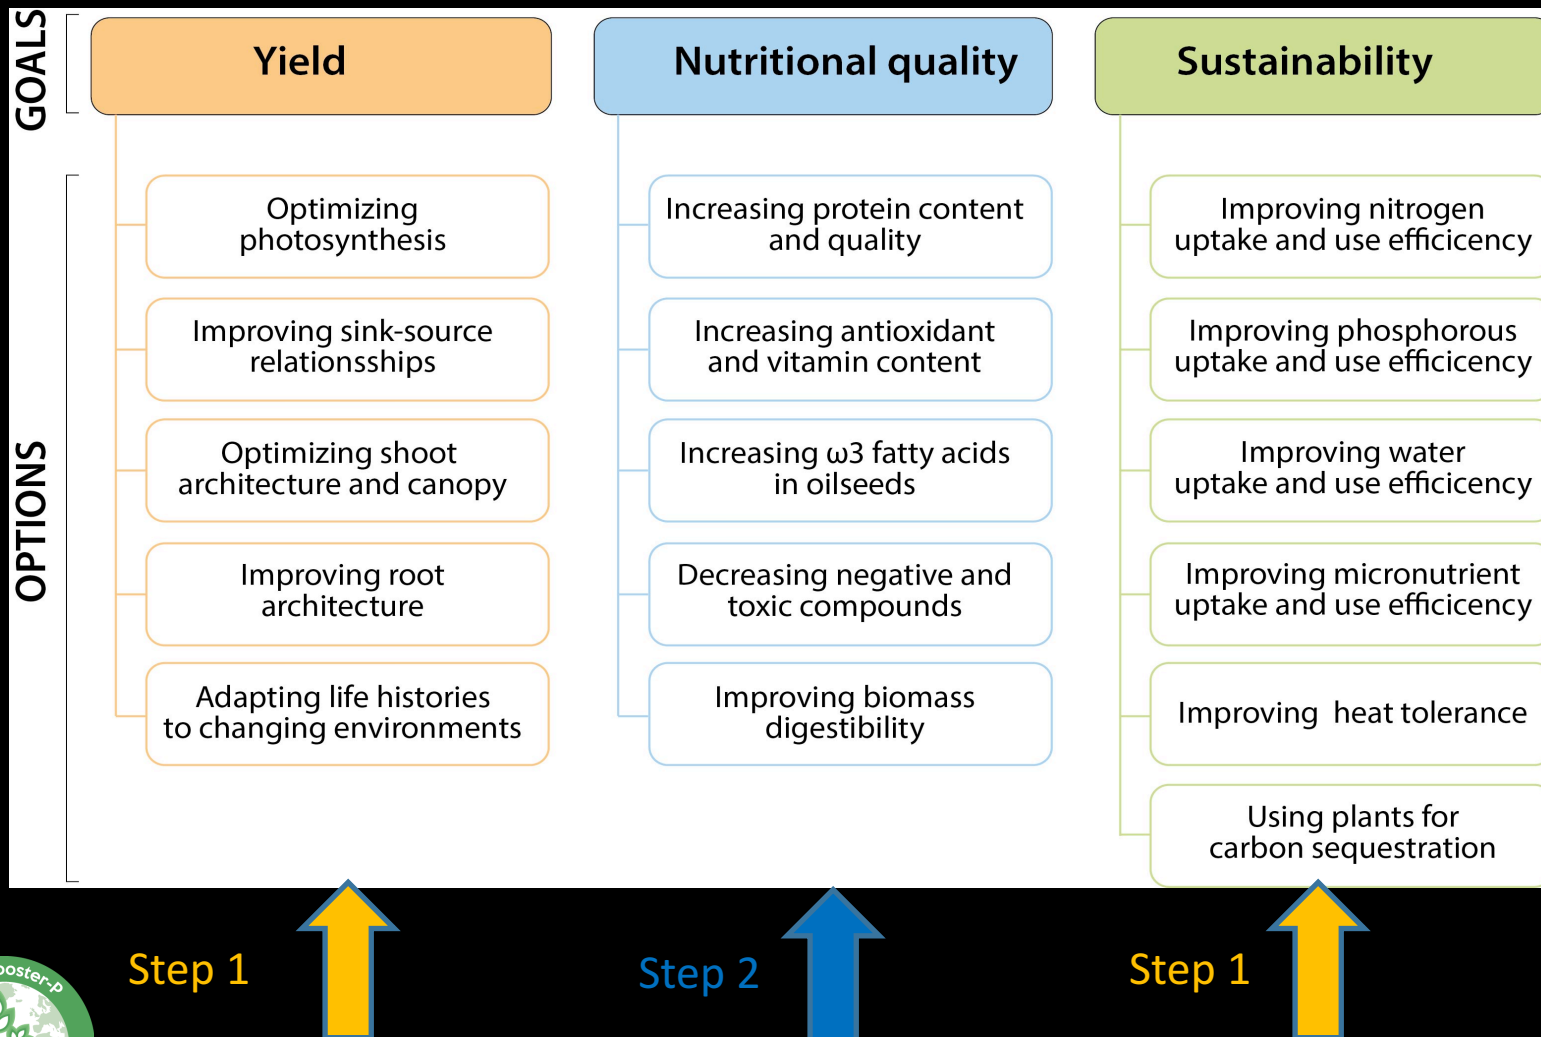 GOALS
Yield
Nutritional quality
Sustainability
OPTIONS
Optimizing
photosynthesis
Improving sink-source
relationsships
Optimizing shoot
architecture and canopy
Improving root
architecture
Adapting life histories
to changing environments
Increasing protein content
and quality
Increasing antioxidant
and vitamin content
Increasing ω3 fatty acids
in oilseeds
Decreasing negative and
toxic compounds
Improving biomass
digestibility
Improving nitrogen
uptake and use efficicency
Improving phosphorous
uptake and use efficicency
Improving water
uptake and use efficicency
Improving micronutrient
uptake and use efficicency
Improving heat tolerance
Using plants for
carbon sequestration
Step 1
Step 2
Step 1